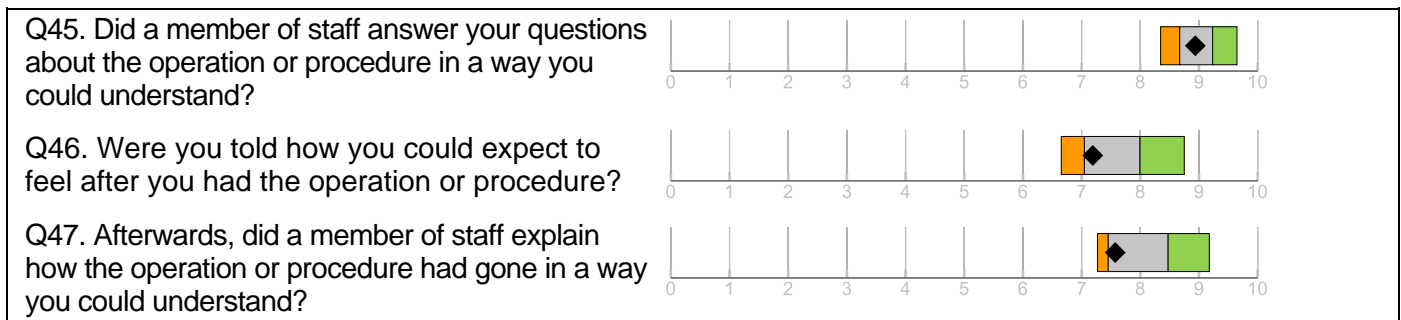 Q45. Did a member of staff answer your questions
about the operation or procedure in a way you
could understand?
0 1 2 3 4 5 6 7 8 9 10
Q46. Were you told how you could expect to
feel after you had the operation or procedure?
0 1 2 3 4 5 6 7 8 9 10
Q47. Afterwards, did a member of staff explain
how the operation or procedure had gone in a way
you could understand?
0 1 2 3 4 5 6 7 8 9 10